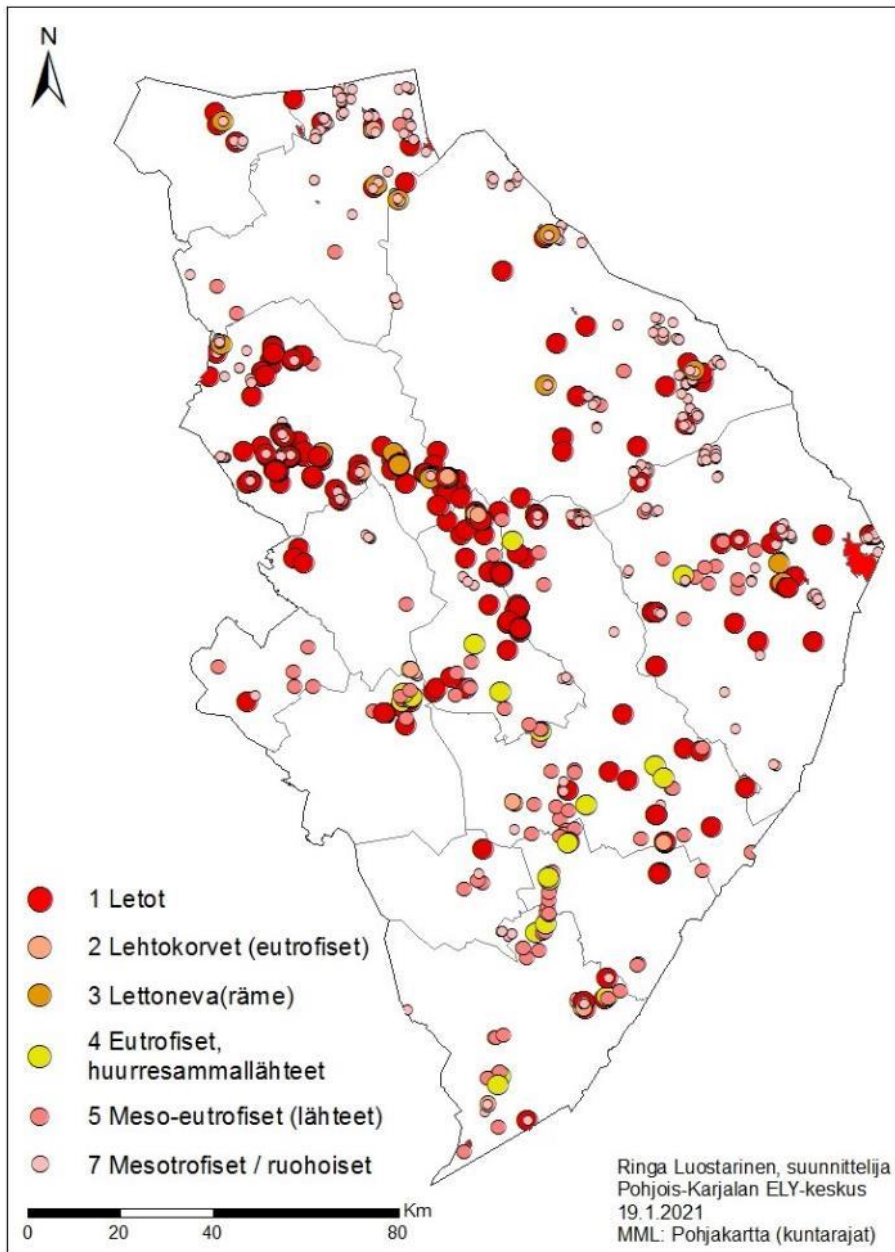 N
1 Letot
2 Lehtokorvet (eutrofiset)
3 Lettoneva(räme)
4 Eutrofiset,
huurresammallähteet
5 Meso-eutrofiset (lähteet)
7 Mesotrofiset / ruohoiset
Km
0 20 40 80
Ringa Luostarinen, suunnittelija
Pohjois-Karjalan ELY-keskus
19.1.2021
MML: Pohjakartta (kuntarajat)